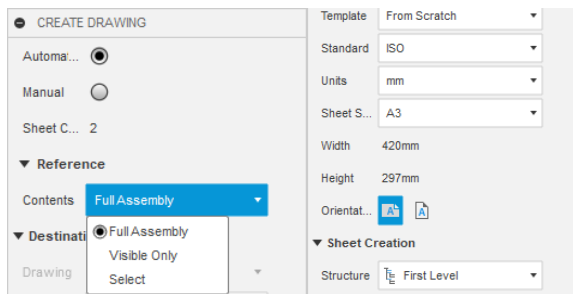 CREATE DRAWING
Automa...
Manual
Sheet C... 2
Reference
Contents Full Assembly
Full Assembly
Destinati
Visible Only
Drawing
Select
Template From Scratch
Standard ISO
Units mm
Sheet S... A3
Width 420mm
Height 297mm
Orientat... A A
Sheet Creation
Structure First Level